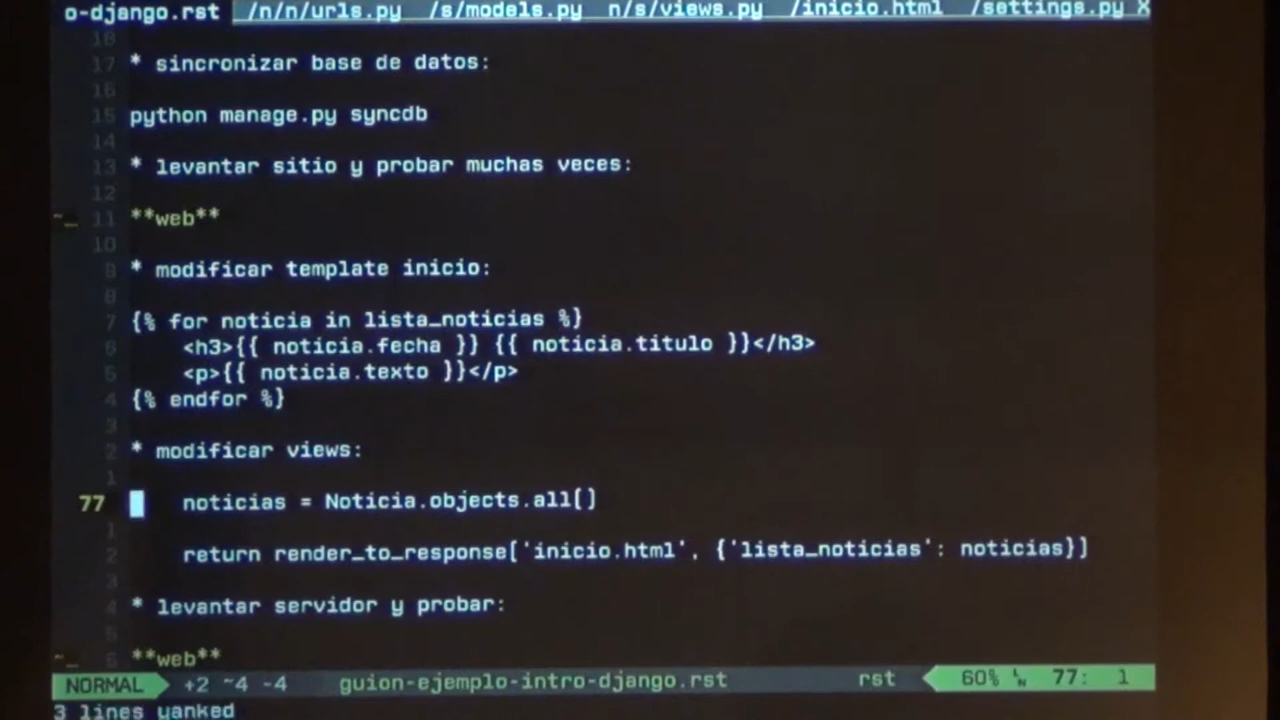 o-django.rst /n/n/urls.py /s/models.py n/s/views.py /inicio.html /settings.py X
18
17 * sincronizar base de datos:
16
15 python manage.py syncdb
14
13 * levantar sitio y probar muchas veces:
12
~_ 11 **web**
10
9 * modificar template inicio:
8
7 {% for noticia in lista_noticias %}
6 <h3>{{ noticia.fecha }} {{ noticia.titulo }}</h3>
5 <p>{{ noticia.texto }}</p>
4 {% endfor %}
3
2 * modificar views:
1
77 noticias = Noticia.objects.all()
1
2 return render_to_response('inicio.html', {'lista_noticias': noticias})
3
4 * levantar servidor y probar:
5
~_ 6 **web**
NORMAL +2 ~4 -4 guion-ejemplo-intro-django.rst rst 60% 77: 1
3 lines yanked